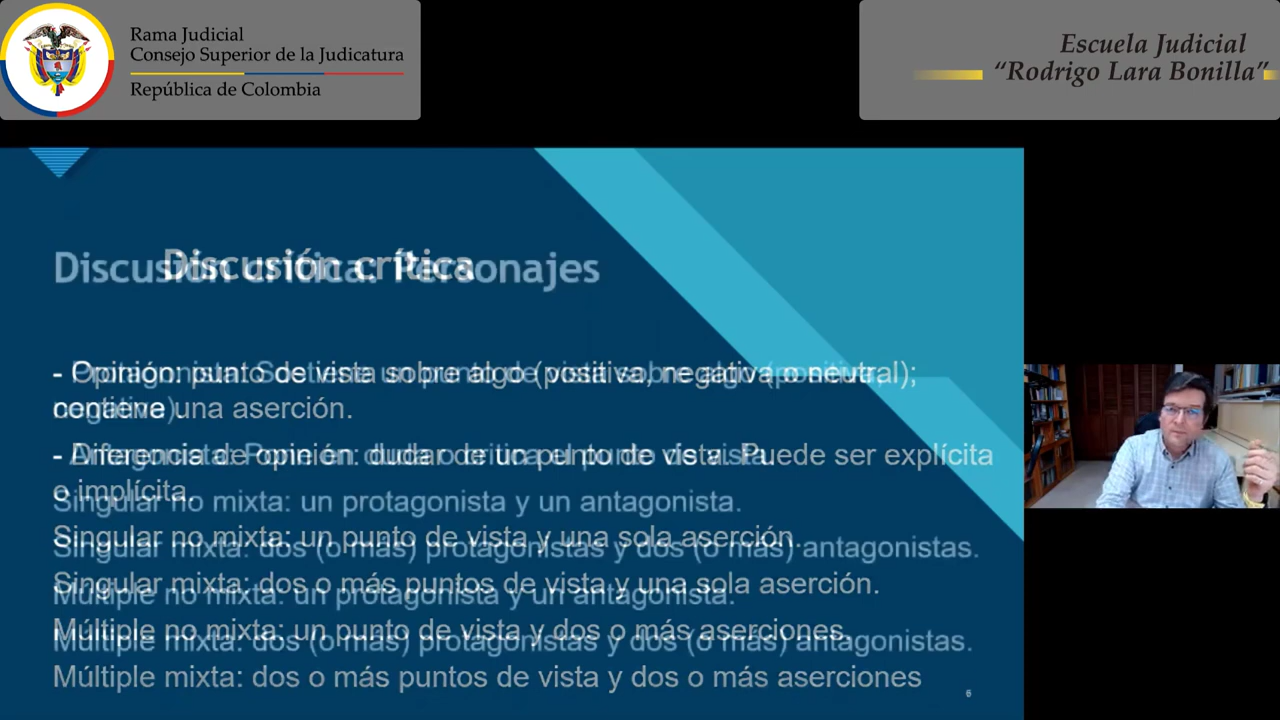 Rama Judicial
Consejo Superior de la Judicatura
República de Colombia
Escuela Judicial
“Rodrigo Lara Bonilla”
Discusión crítica
Discusión crítica: Personajes
- Opinión: punto de vista sobre algo (positiva, negativa o neutral);
contiene una aserción.
- Diferencia de opinión: dudar de un punto de vista. Puede ser explícita
o implícita.
Singular no mixta: un protagonista y un antagonista.
Singular no mixta: un punto de vista y una sola aserción.
Singular mixta: dos (o más) protagonistas y dos (o más) antagonistas.
Singular mixta: dos o más puntos de vista y una sola aserción.
Múltiple no mixta: un protagonista y un antagonista.
Múltiple no mixta: un punto de vista y dos o más aserciones.
Múltiple mixta: dos (o más) protagonistas y dos (o más) antagonistas.
Múltiple mixta: dos o más puntos de vista y dos o más aserciones